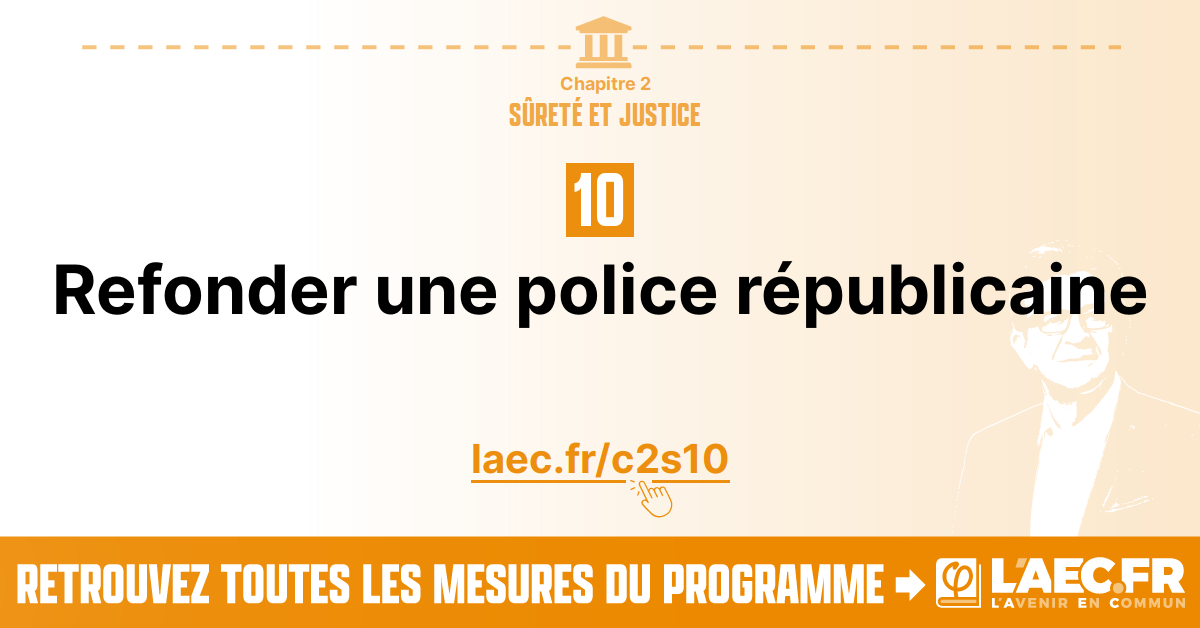 Chapitre 2
SÛRETÉ ET JUSTICE
10
Refonder une police républicaine
laec.fr/c2s10
RETROUVEZ TOUTES LES MESURES DU PROGRAMME
φ L'AEC.FR
L'AVENIR EN COMMUN